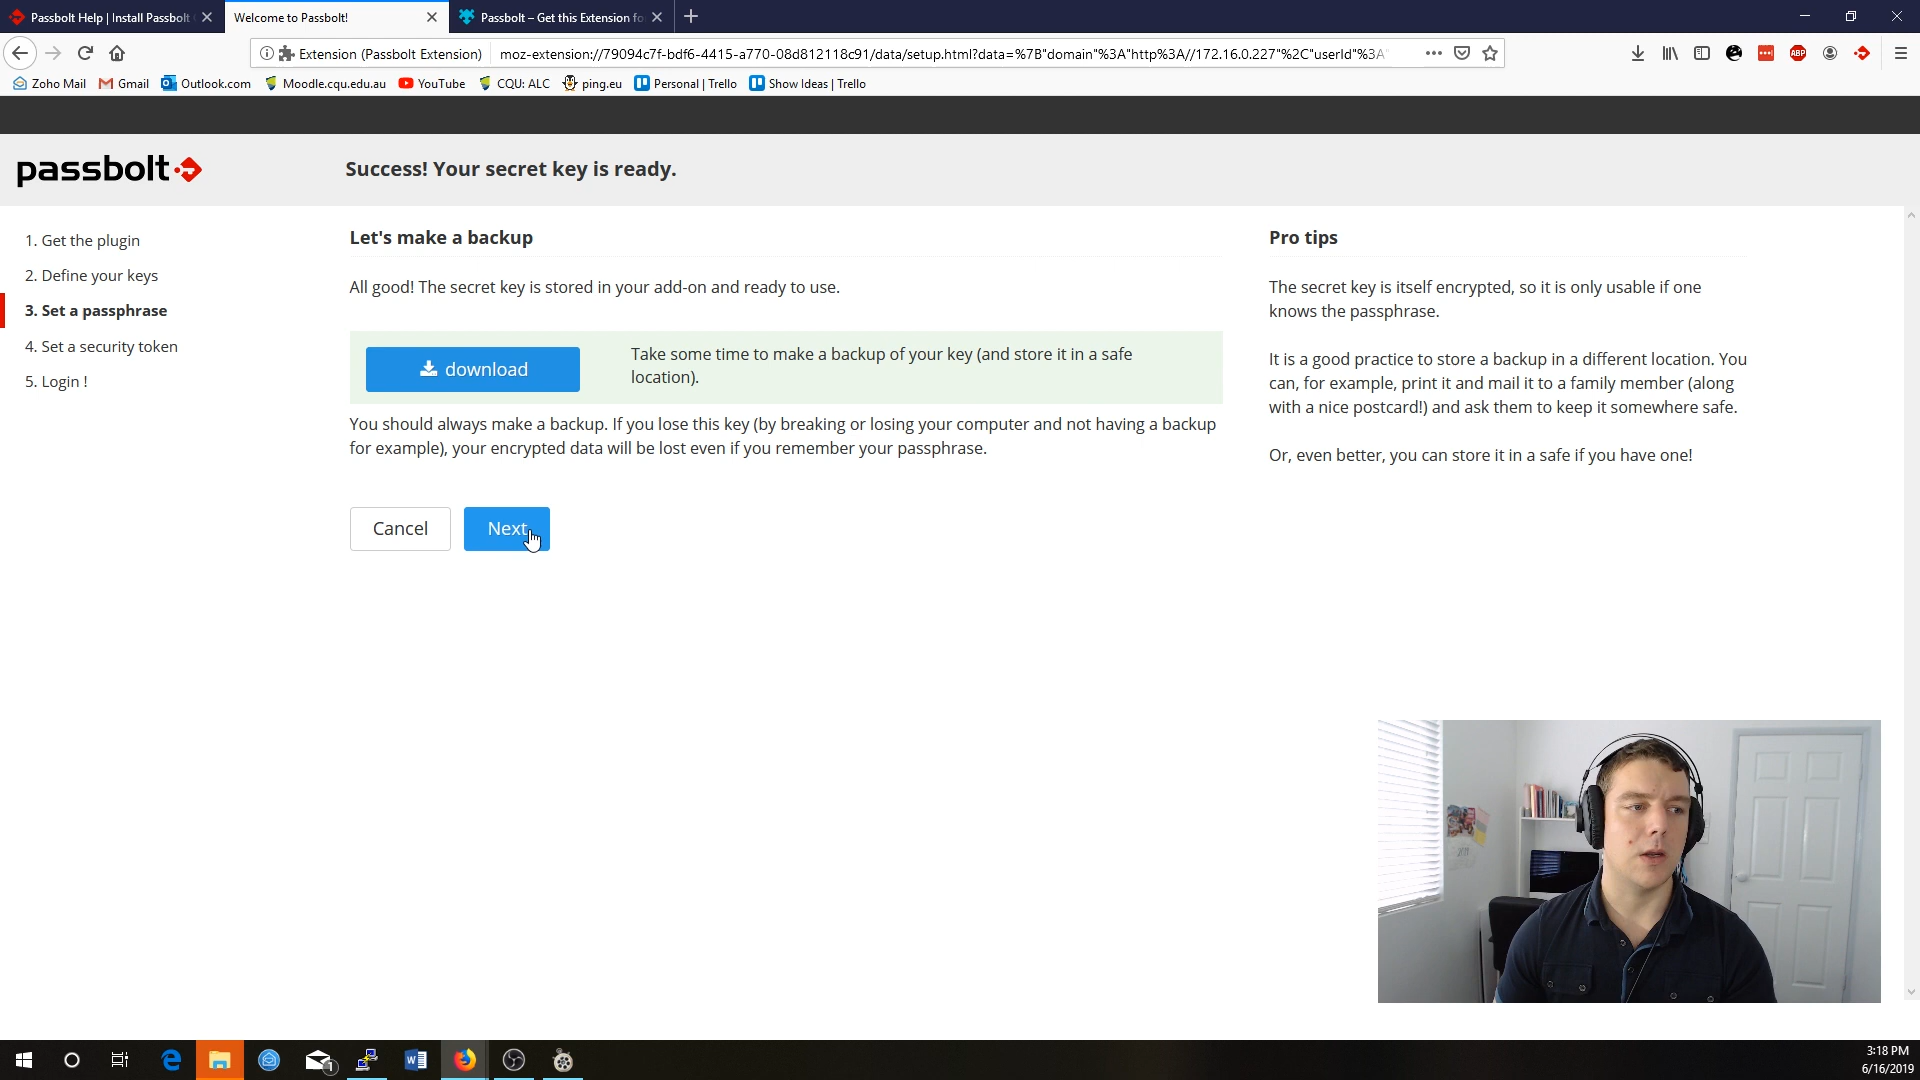 Passbolt Help | Install Passbolt
Welcome to Passbolt!
Passbolt – Get this Extension fo
Extension (Passbolt Extension)
moz-extension://79094c7f-bdf6-4415-a770-08d812118c91/data/setup.html?data=%7B"domain"%3A"http%3A//172.16.0.227"%2C"userId"%3A"
ABP
Zoho Mail
Gmail
Outlook.com
Moodle.cqu.edu.au
YouTube
CQU: ALC
ping.eu
Personal | Trello
Show Ideas | Trello
passbolt
Success! Your secret key is ready.
1. Get the plugin
2. Define your keys
3. Set a passphrase
4. Set a security token
5. Login !
Let's make a backup
All good! The secret key is stored in your add-on and ready to use.
download
Take some time to make a backup of your key (and store it in a safe
location).
You should always make a backup. If you lose this key (by breaking or losing your computer and not having a backup
for example), your encrypted data will be lost even if you remember your passphrase.
Cancel
Next
Pro tips
The secret key is itself encrypted, so it is only usable if one
knows the passphrase.
It is a good practice to store a backup in a different location. You
can, for example, print it and mail it to a family member (along
with a nice postcard!) and ask them to keep it somewhere safe.
Or, even better, you can store it in a safe if you have one!
1
3:18 PM
6/16/2019